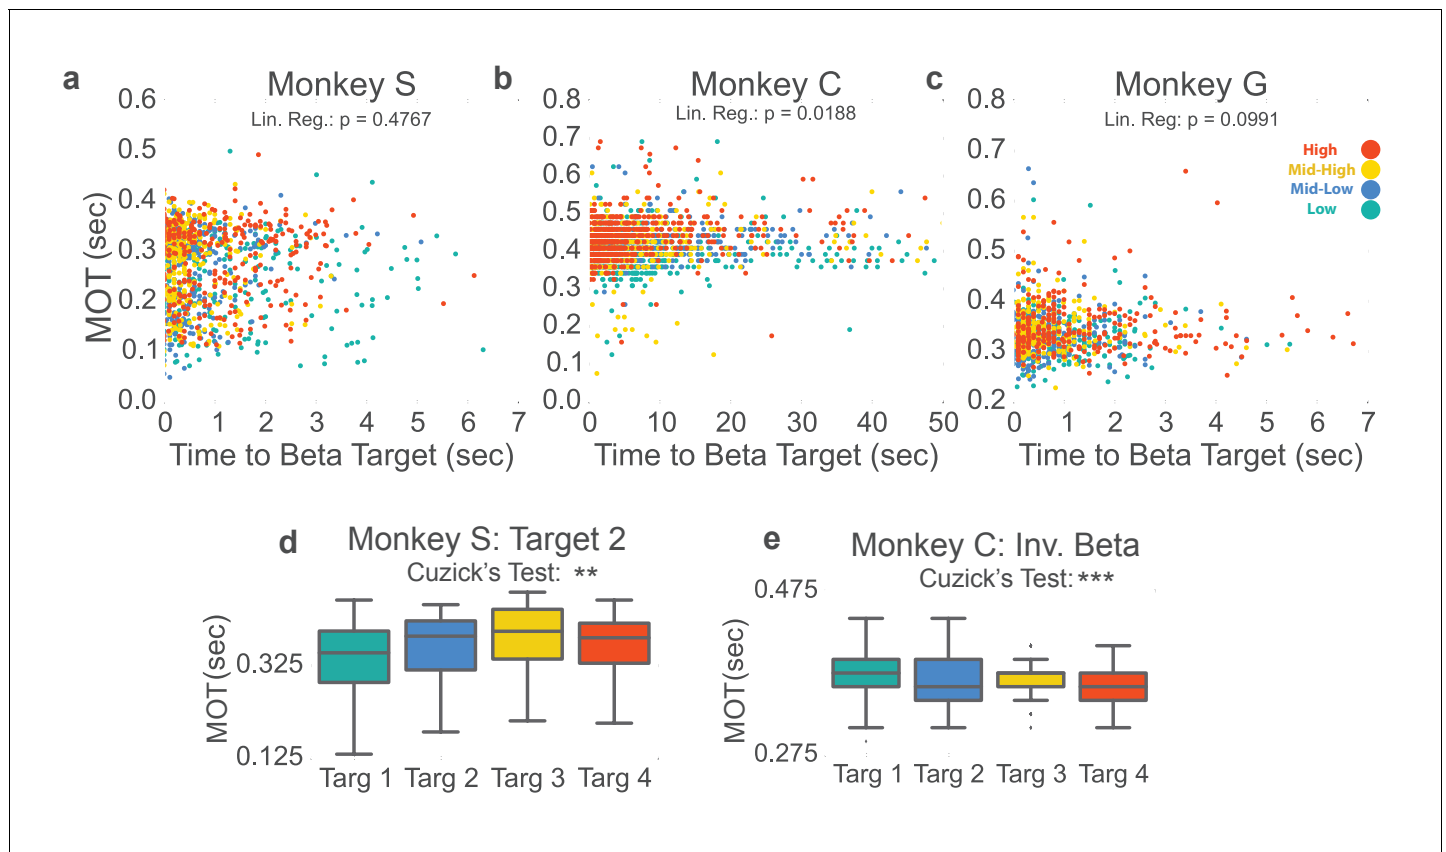 a
Monkey S
Lin. Reg.: p = 0.4767
MOT (sec)
0.6
0.5
0.4
0.3
0.2
0.1
0.0
0 1 2 3 4 5 6 7
Time to Beta Target (sec)
b
Monkey C
Lin. Reg.: p = 0.0188
0.8
0.7
0.6
0.5
0.4
0.3
0.2
0.1
0.0
0 10 20 30 40 50
Time to Beta Target (sec)
c
Monkey G
Lin. Reg: p = 0.0991
High
Mid-High
Mid-Low
Low
0.8
0.7
0.6
0.5
0.4
0.3
0.2
0 1 2 3 4 5 6 7
Time to Beta Target (sec)
d
Monkey S: Target 2
Cuzick's Test: **
MOT(sec)
0.325
0.125
Targ 1 Targ 2 Targ 3 Targ 4
e
Monkey C: Inv. Beta
Cuzick's Test:***
MOT(sec)
0.475
0.275
Targ 1 Targ 2 Targ 3 Targ 4